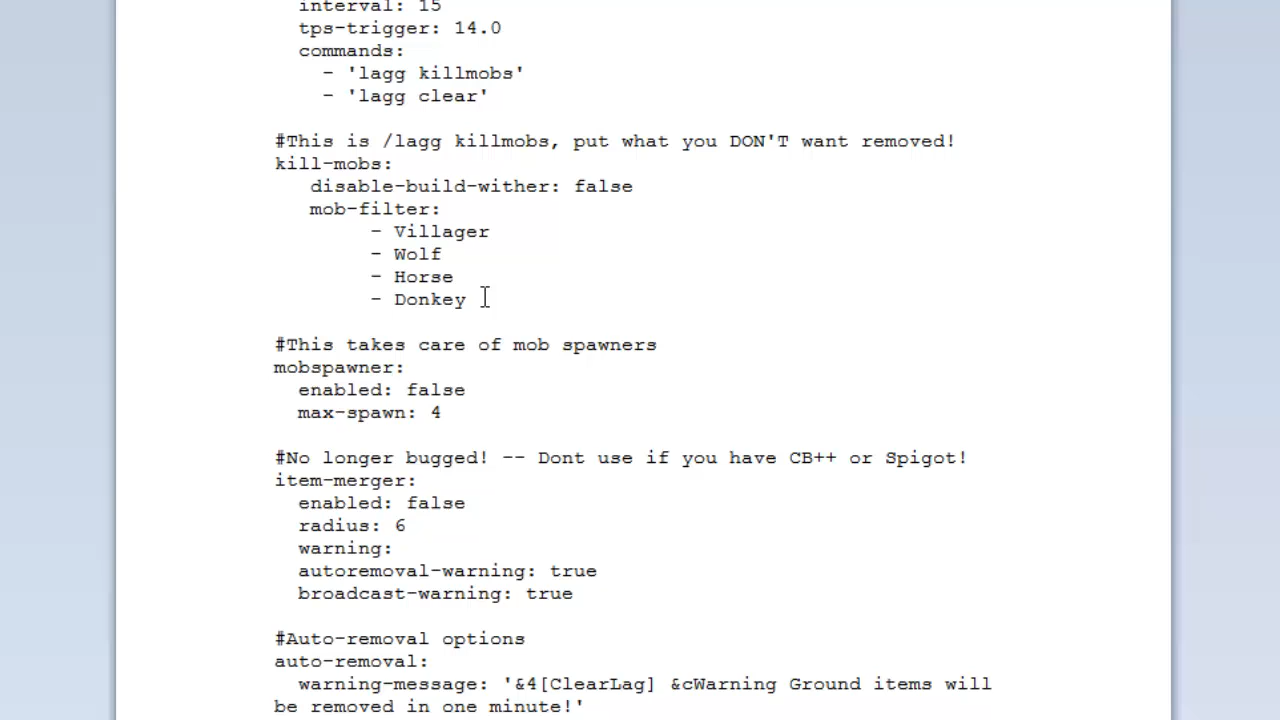 interval: 15
tps-trigger: 14.0
commands:
- 'lagg killmobs'
- 'lagg clear'
#This is /lagg killmobs, put what you DON'T want removed!
kill-mobs:
disable-build-wither: false
mob-filter:
- Villager
- Wolf
- Horse
- Donkey
#This takes care of mob spawners
mobspawner:
enabled: false
max-spawn: 4
#No longer bugged! -- Dont use if you have CB++ or Spigot!
item-merger:
enabled: false
radius: 6
warning:
autoremoval-warning: true
broadcast-warning: true
#Auto-removal options
auto-removal:
warning-message: '&4[ClearLag] &cWarning Ground items will
be removed in one minute!'